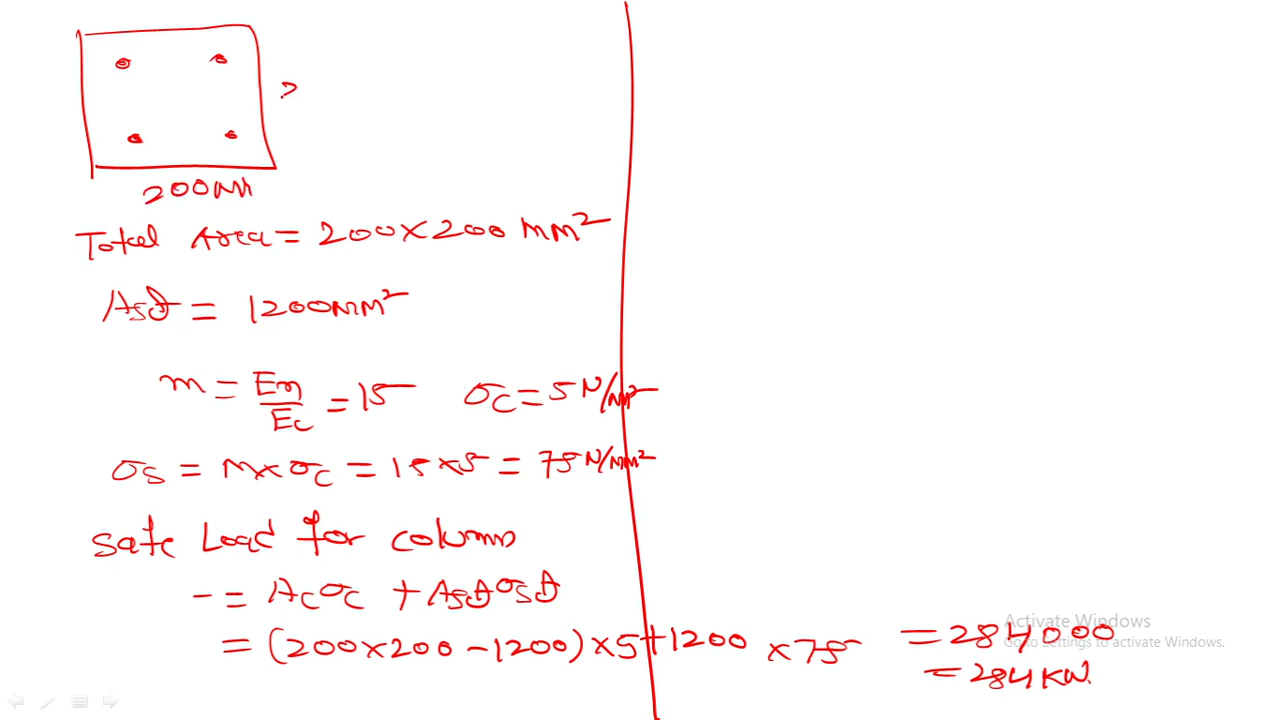 200mm
Total Area = 200×200 mm²
Ast = 1200mm²
m = Em/Ec = 15 σc = 5 N/mm²
σs = m×σc = 15×5 = 75 N/mm²
Safe Load for column
- = Acσc + Astσst
= (200×200 - 1200) ×5 + 1200 ×75 = 284000
= 284 KN.
Activate Windows
Go to Settings to activate Windows.